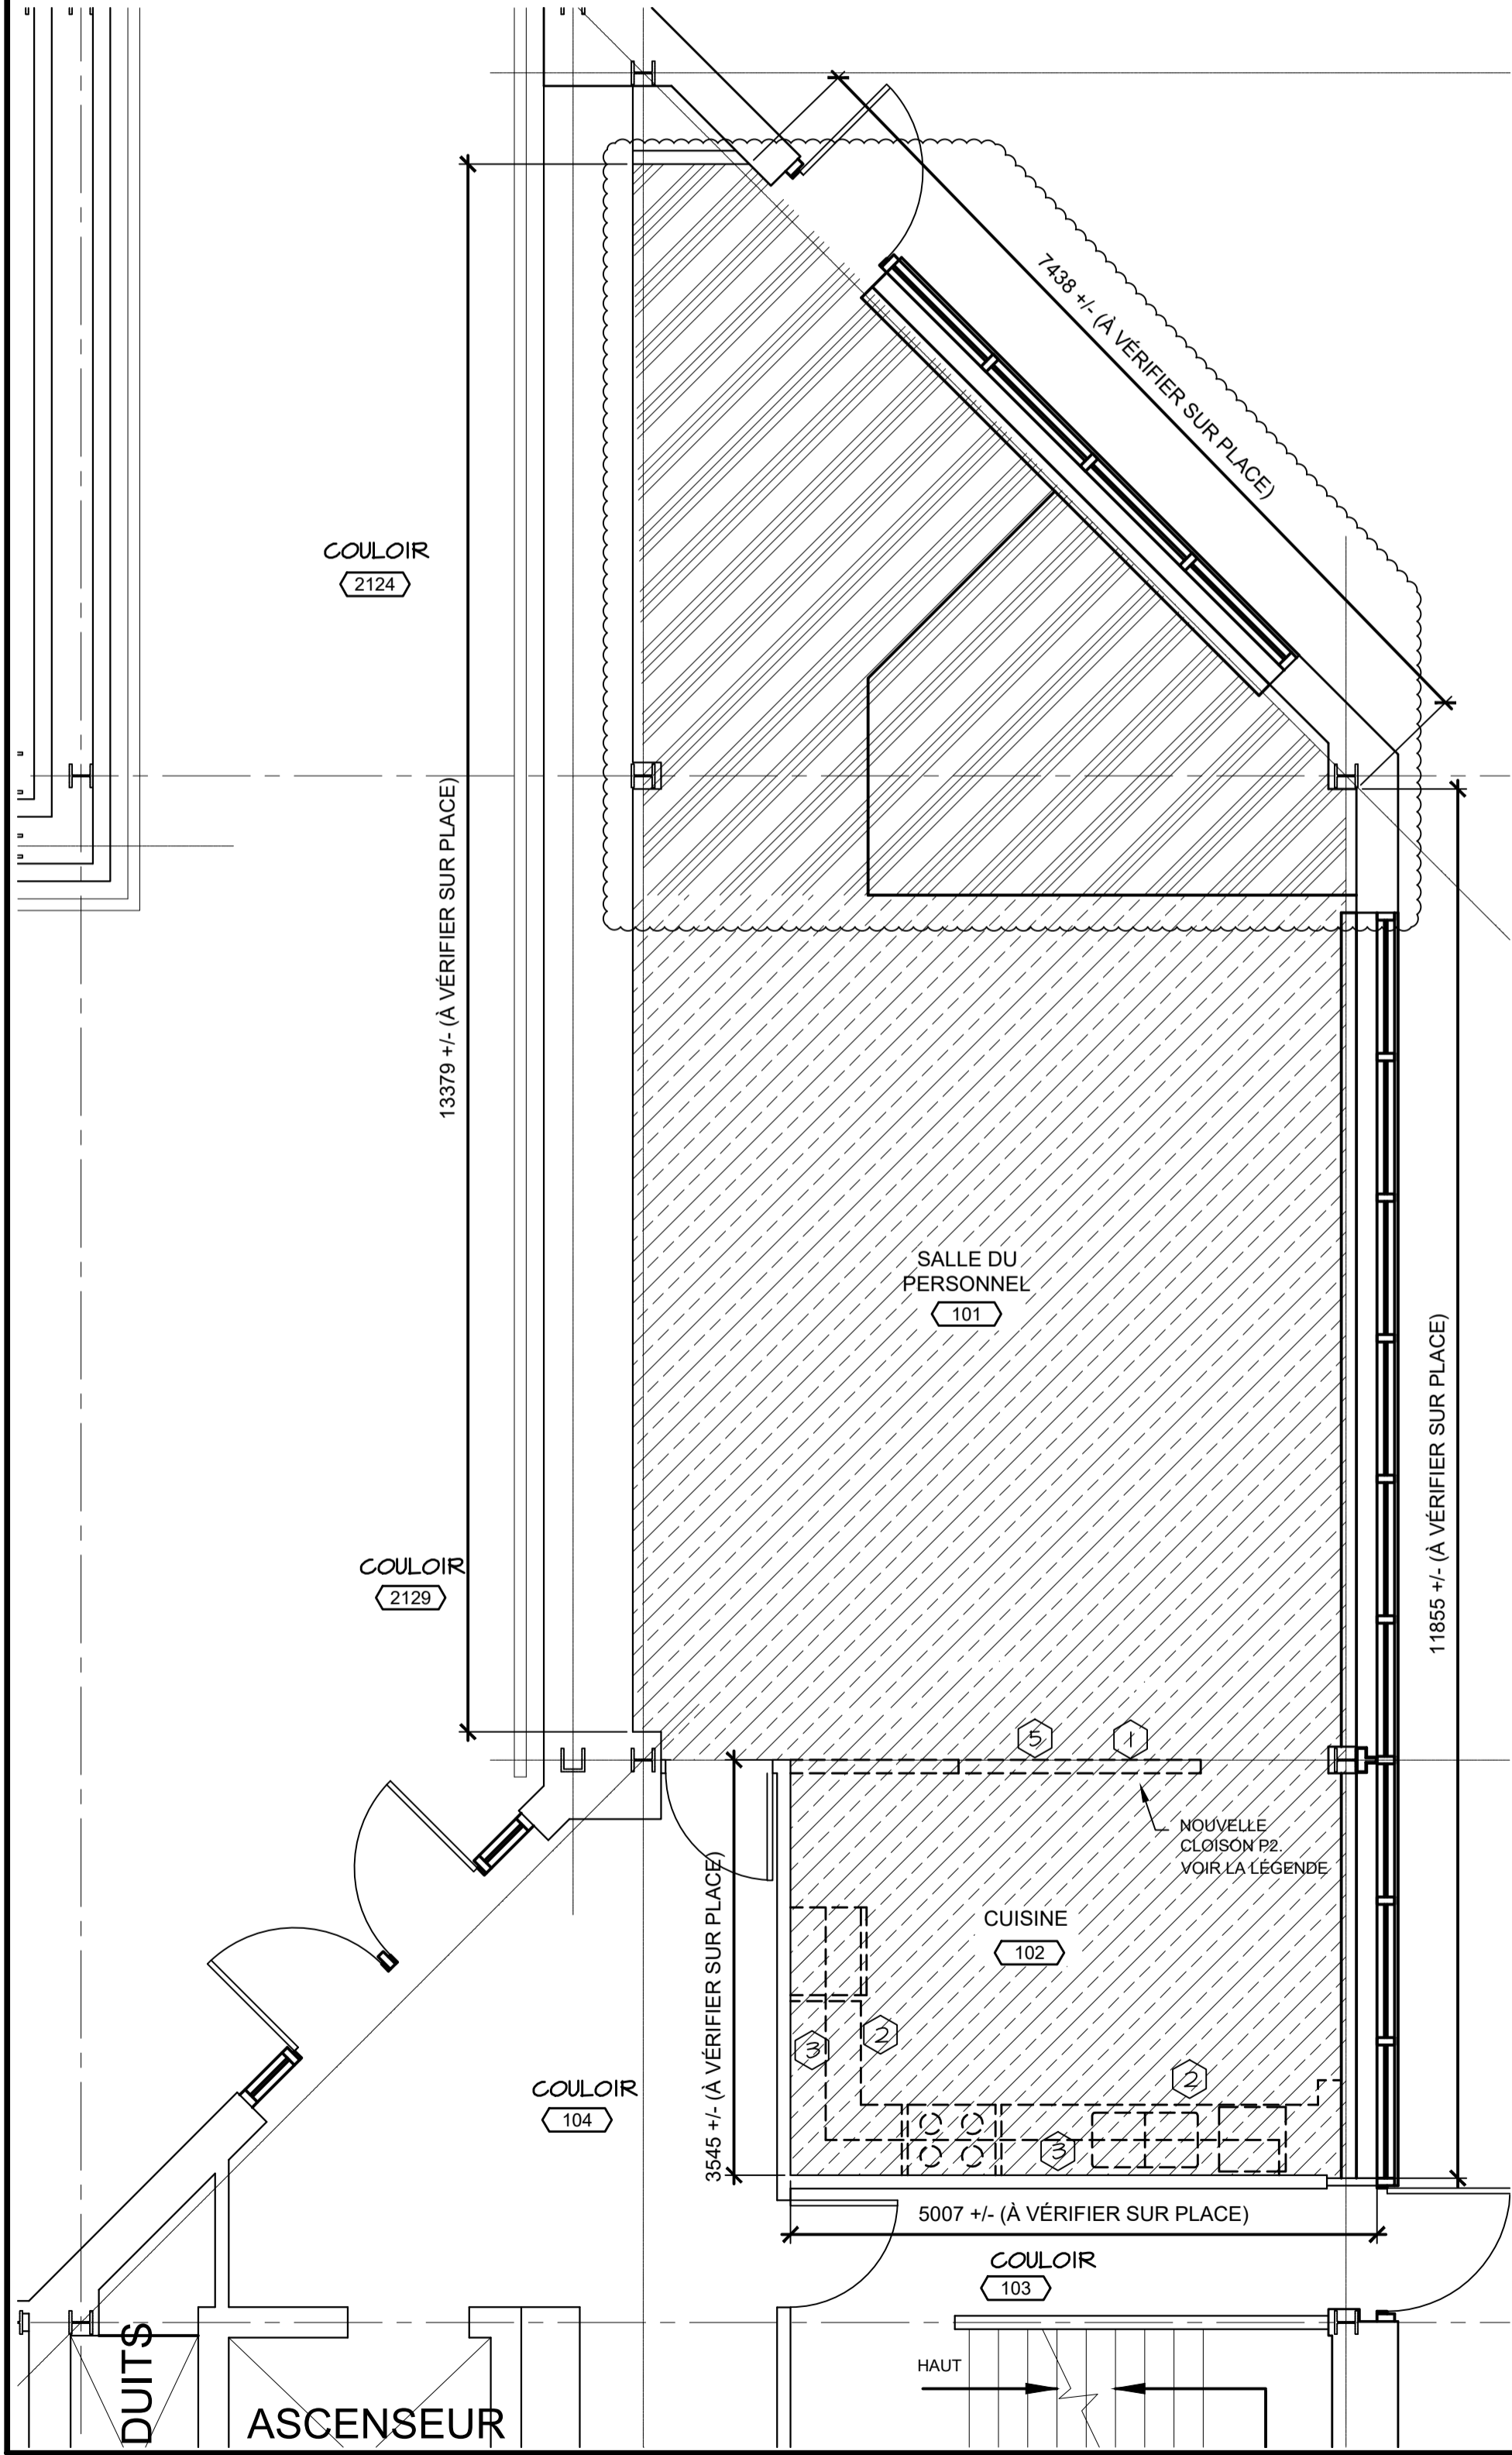 7438 +/- (À VÉRIFIER SUR PLACE)
COULOIR
2124
13379 +/- (À VÉRIFIER SUR PLACE)
SALLE DU
PERSONNEL
101
11855 +/- (À VÉRIFIER SUR PLACE)
COULOIR
2129
5
1
NOUVELLE
CLOISON P2.
VOIR LA LÉGENDE
3545 +/- (À VÉRIFIER SUR PLACE)
CUISINE
102
3
2
2
3
COULOIR
104
5007 +/- (À VÉRIFIER SUR PLACE)
COULOIR
103
HAUT
DUITS
ASCENSEUR